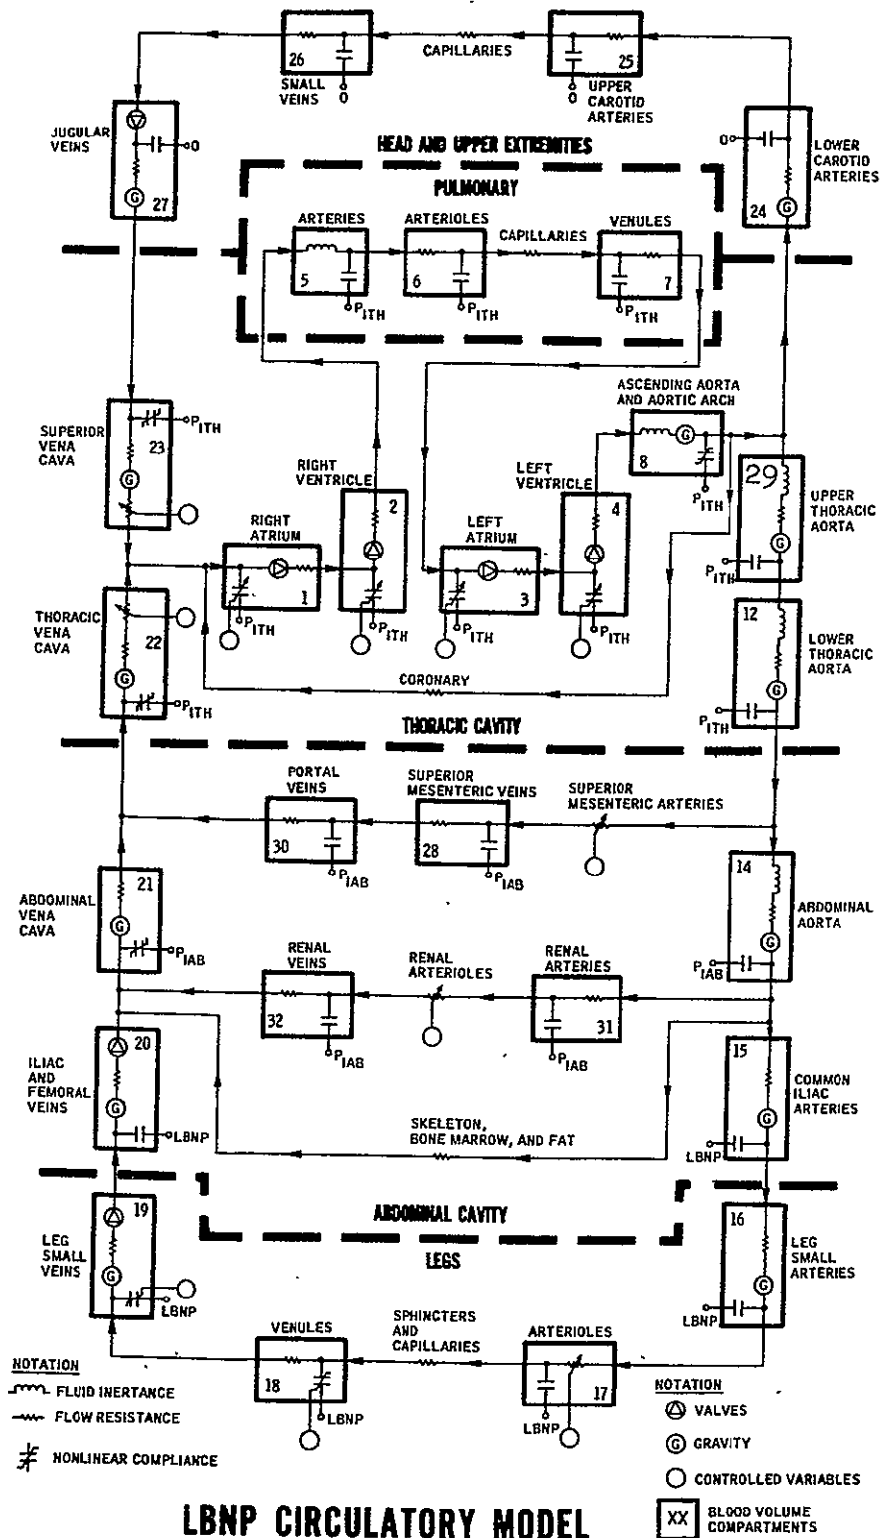 26
SMALL
VEINS
0
CAPILLARIES
25
0
UPPER
CAROTID
ARTERIES
JUGULAR
VEINS
0
G
27
HEAD AND UPPER EXTREMITIES
0
LOWER
CAROTID
ARTERIES
24
G
PULMONARY
ARTERIES
5
PITH
ARTERIOLES
6
PITH
CAPILLARIES
VENULES
7
PITH
SUPERIOR
VENA
CAVA
PITH
23
G
RIGHT
VENTRICLE
2
PITH
RIGHT
ATRIUM
1
PITH
LEFT
ATRIUM
3
PITH
LEFT
VENTRICLE
4
PITH
ASCENDING AORTA
AND AORTIC ARCH
G
8
PITH
29
G
PITH
UPPER
THORACIC
AORTA
THORACIC
VENA
CAVA
22
G
PITH
CORONARY
12
G
PITH
LOWER
THORACIC
AORTA
THORACIC CAVITY
PORTAL
VEINS
30
PIAB
SUPERIOR
MESENTERIC VEINS
28
PIAB
SUPERIOR
MESENTERIC ARTERIES
14
G
PIAB
ABDOMINAL
AORTA
ABDOMINAL
VENA
CAVA
21
G
PIAB
RENAL
VEINS
32
PIAB
RENAL
ARTERIOLES
RENAL
ARTERIES
31
PIAB
ILIAC
AND
FEMORAL
VEINS
20
G
LBNP
15
G
LBNP
COMMON
ILIAC
ARTERIES
SKELETON,
BONE MARROW, AND FAT
ABDOMINAL CAVITY
LEGS
LEG
SMALL
VEINS
19
G
LBNP
16
G
LBNP
LEG
SMALL
ARTERIES
VENULES
18
LBNP
SPHINCTERS
AND
CAPILLARIES
ARTERIOLES
17
LBNP
NOTATION
FLUID INERTANCE
FLOW RESISTANCE
NONLINEAR COMPLIANCE
NOTATION
VALVES
G GRAVITY
CONTROLLED VARIABLES
XX BLOOD VOLUME
COMPARTMENTS
LBNP CIRCULATORY MODEL